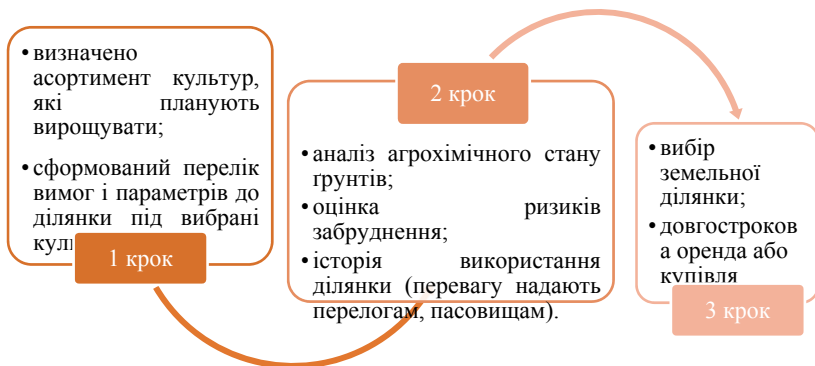 • визначено
асортимент культур,
які планують
вирощувати;
• сформований перелік
вимог і параметрів до
ділянки під вибрані
1 крок
2 крок
• аналіз агрохімічного стану
ґрунтів;
• оцінка ризиків
забруднення;
• історія використання
ділянки (перевагу надають
перелогам, пасовищам).
• вибір
земельної
ділянки;
• довгостроков
а оренда або
купівля
3 крок